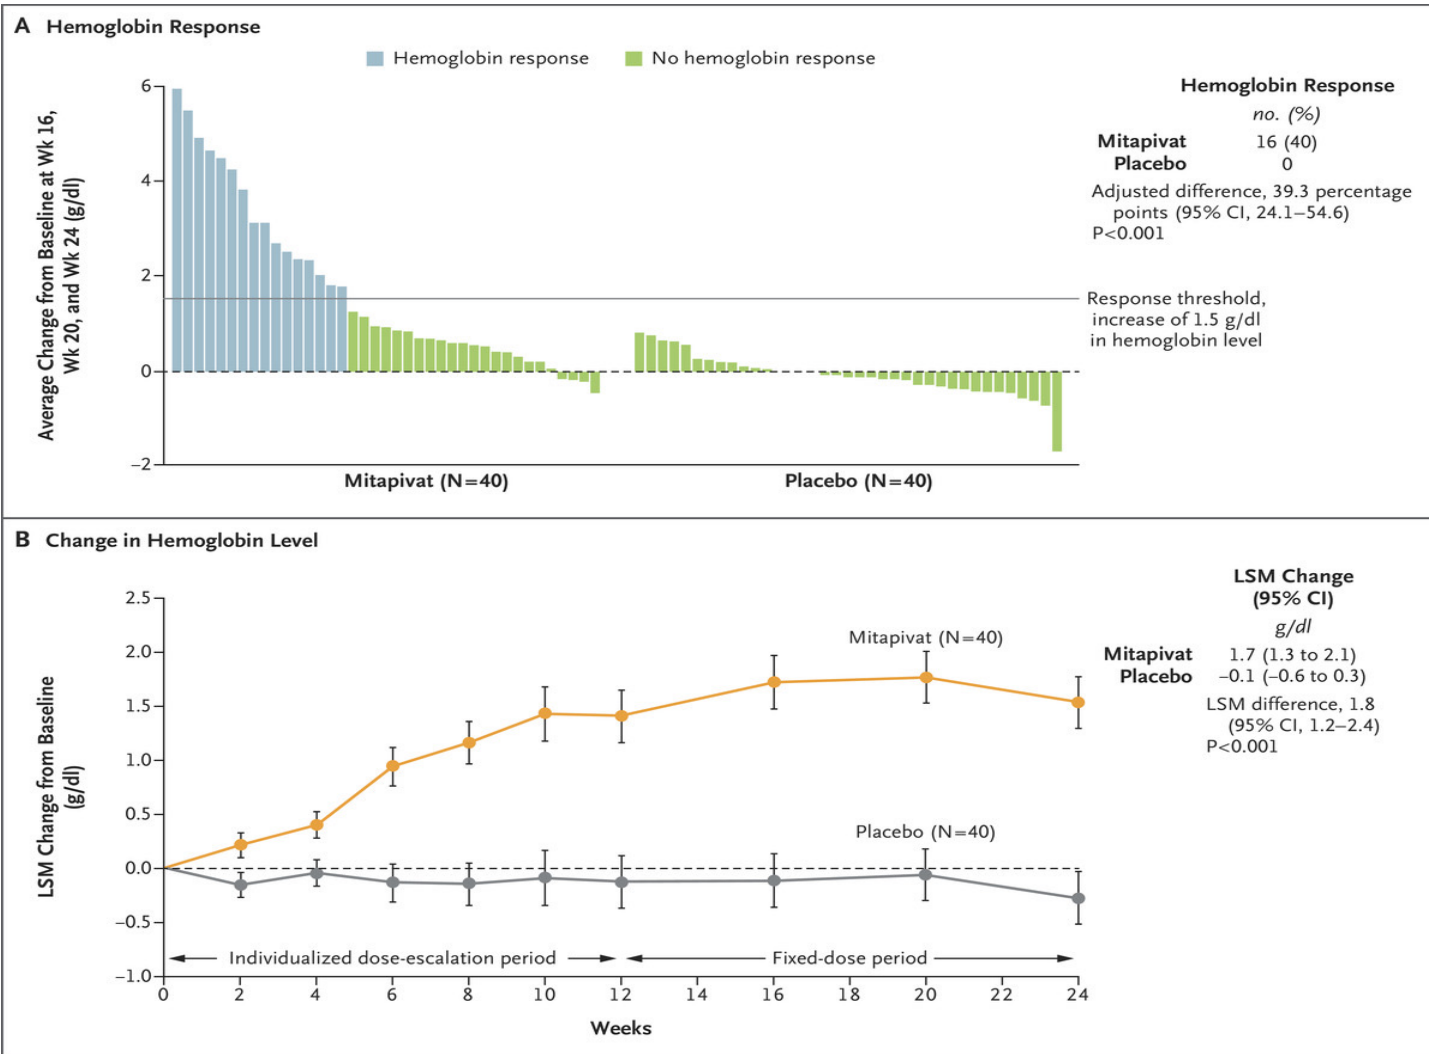 A Hemoglobin Response
Hemoglobin response
No hemoglobin response
Average Change from Baseline at Wk 16,
Wk 20, and Wk 24 (g/dl)
6
4
2
0
–2
Mitapivat (N=40)
Placebo (N=40)
Hemoglobin Response
no. (%)
Mitapivat 16 (40)
Placebo 0
Adjusted difference, 39.3 percentage
points (95% CI, 24.1–54.6)
P<0.001
Response threshold,
increase of 1.5 g/dl
in hemoglobin level
B Change in Hemoglobin Level
LSM Change from Baseline
(g/dl)
2.5
2.0
1.5
1.0
0.5
0.0
–0.5
–1.0
Mitapivat (N=40)
Placebo (N=40)
Individualized dose-escalation period
Fixed-dose period
0 2 4 6 8 10 12 14 16 18 20 22 24
Weeks
LSM Change
(95% CI)
g/dl
Mitapivat 1.7 (1.3 to 2.1)
Placebo –0.1 (–0.6 to 0.3)
LSM difference, 1.8
(95% CI, 1.2–2.4)
P<0.001